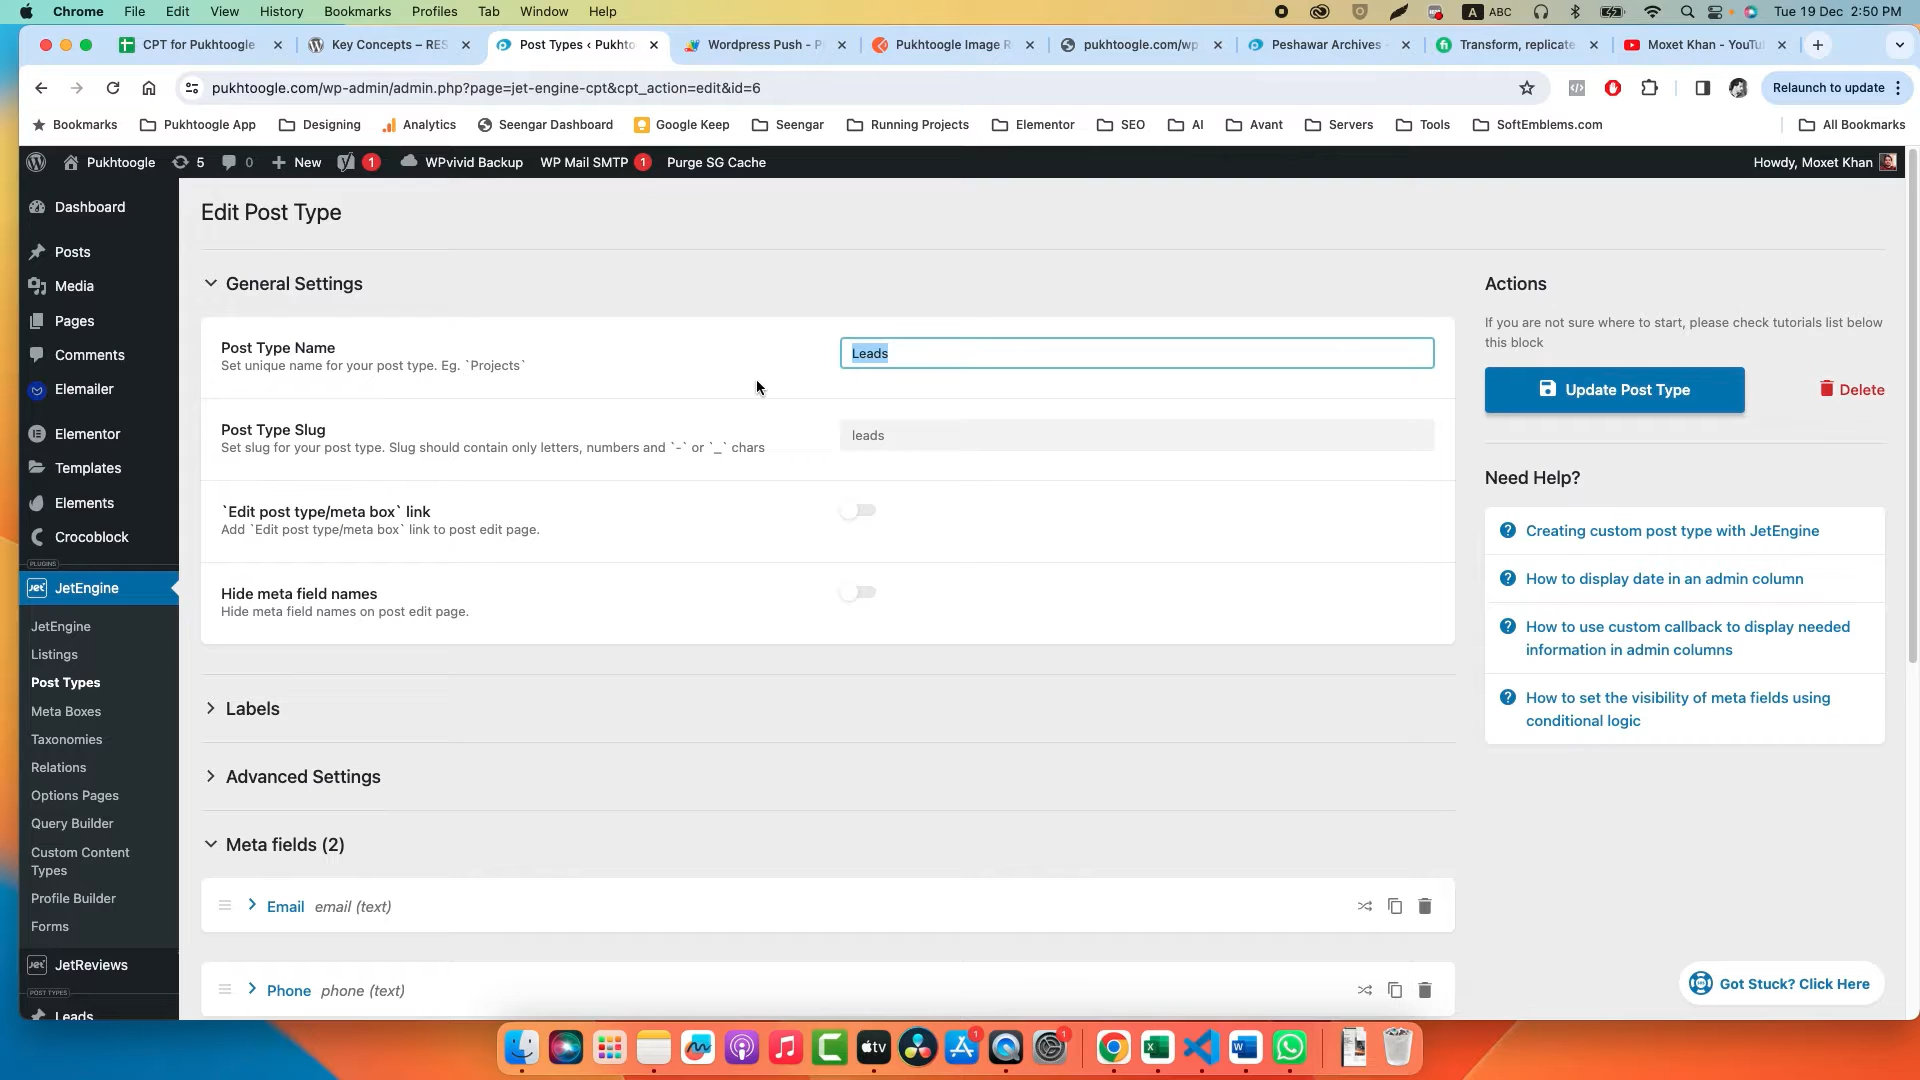 Chrome File Edit View History Bookmarks Profiles Tab Window Help A ABC Tue 19 Dec 2:50 PM
CPT for Pukhtoogle Key Concepts – RES Post Types ‹ Pukhto Wordpress Push - P Pukhtoogle Image R pukhtoogle.com/wp Peshawar Archives Transform, replicate Moxet Khan - YouTu
pukhtoogle.com/wp-admin/admin.php?page=jet-engine-cpt&cpt_action=edit&id=6 Relaunch to update
Bookmarks Pukhtoogle App Designing Analytics Seengar Dashboard Google Keep Seengar Running Projects Elementor SEO AI Avant Servers Tools SoftEmblems.com All Bookmarks
Pukhtoogle 5 0 New 1 WPvivid Backup WP Mail SMTP 1 Purge SG Cache Howdy, Moxet Khan
Dashboard
Posts
Media
Pages
Comments
Elemailer
Elementor
Templates
Elements
Crocoblock
PLUGINS
JetEngine
JetEngine
Listings
Post Types
Meta Boxes
Taxonomies
Relations
Options Pages
Query Builder
Custom Content
Types
Profile Builder
Forms
JetReviews
POST TYPES
Leads
Edit Post Type
General Settings
Post Type Name
Set unique name for your post type. Eg. `Projects`
Leads
Post Type Slug
Set slug for your post type. Slug should contain only letters, numbers and `-` or `_` chars
leads
`Edit post type/meta box` link
Add `Edit post type/meta box` link to post edit page.
Hide meta field names
Hide meta field names on post edit page.
Labels
Advanced Settings
Meta fields (2)
Email email (text)
Phone phone (text)
Actions
If you are not sure where to start, please check tutorials list below
this block
Update Post Type Delete
Need Help?
Creating custom post type with JetEngine
How to display date in an admin column
How to use custom callback to display needed
information in admin columns
How to set the visibility of meta fields using
conditional logic
Got Stuck? Click Here